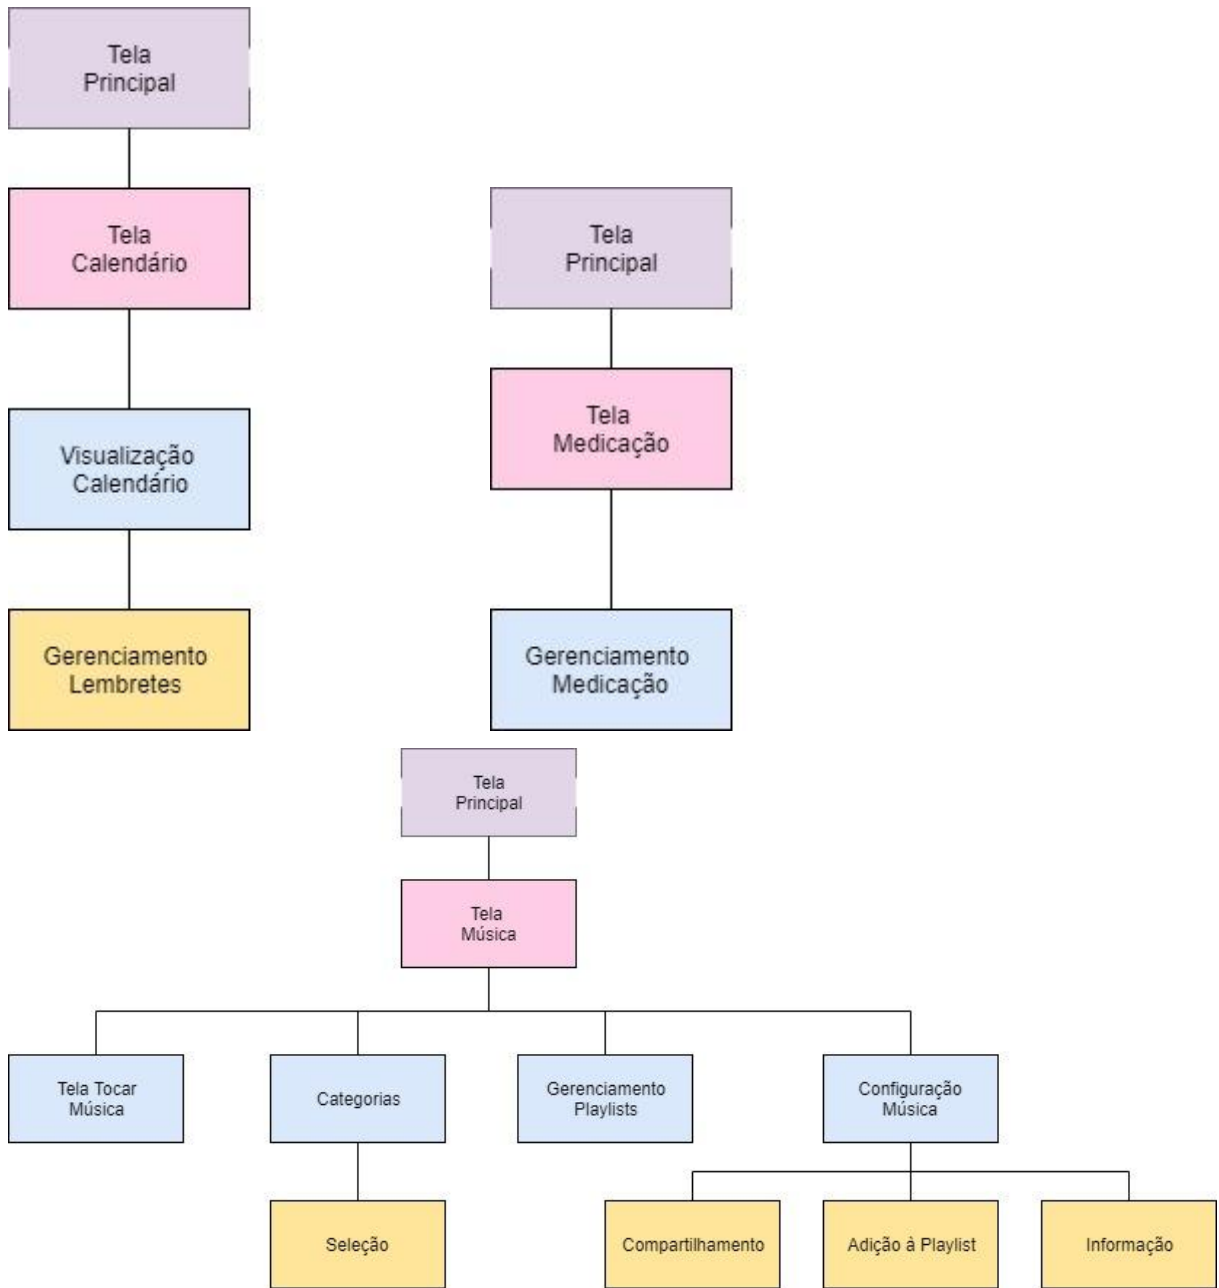 Tela
Principal
Tela
Calendário
Visualização
Calendário
Gerenciamento
Lembretes
Tela
Principal
Tela
Medicação
Gerenciamento
Medicação
Tela
Principal
Tela
Música
Tela Tocar
Música
Categorias
Gerenciamento
Playlists
Configuração
Música
Seleção
Compartilhamento
Adição à Playlist
Informação